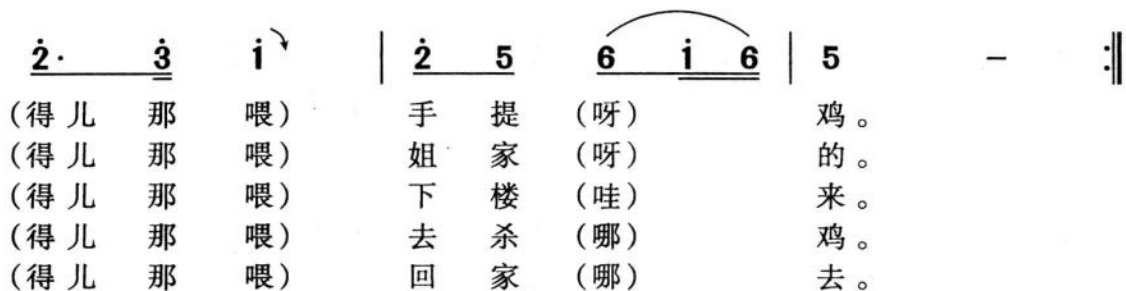 2̇· 3̇ i̇ | 2̇ 5 6 i̇ 6 | 5 - :‖
(得儿 那 喂) 手 提 (呀) 鸡。
(得儿 那 喂) 姐 家 (呀) 的。
(得儿 那 喂) 下 楼 (哇) 来。
(得儿 那 喂) 去 杀 (哪) 鸡。
(得儿 那 喂) 回 家 (哪) 去。